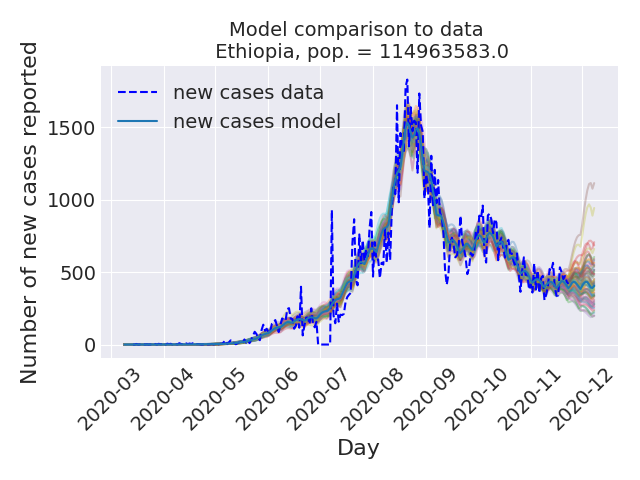 Model comparison to data
Ethiopia, pop. = 114963583.0
new cases data
new cases model
Number of new cases reported
1500
1000
500
0
2020-03
2020-04
2020-05
2020-06
2020-07
2020-08
2020-09
2020-10
2020-11
2020-12
Day